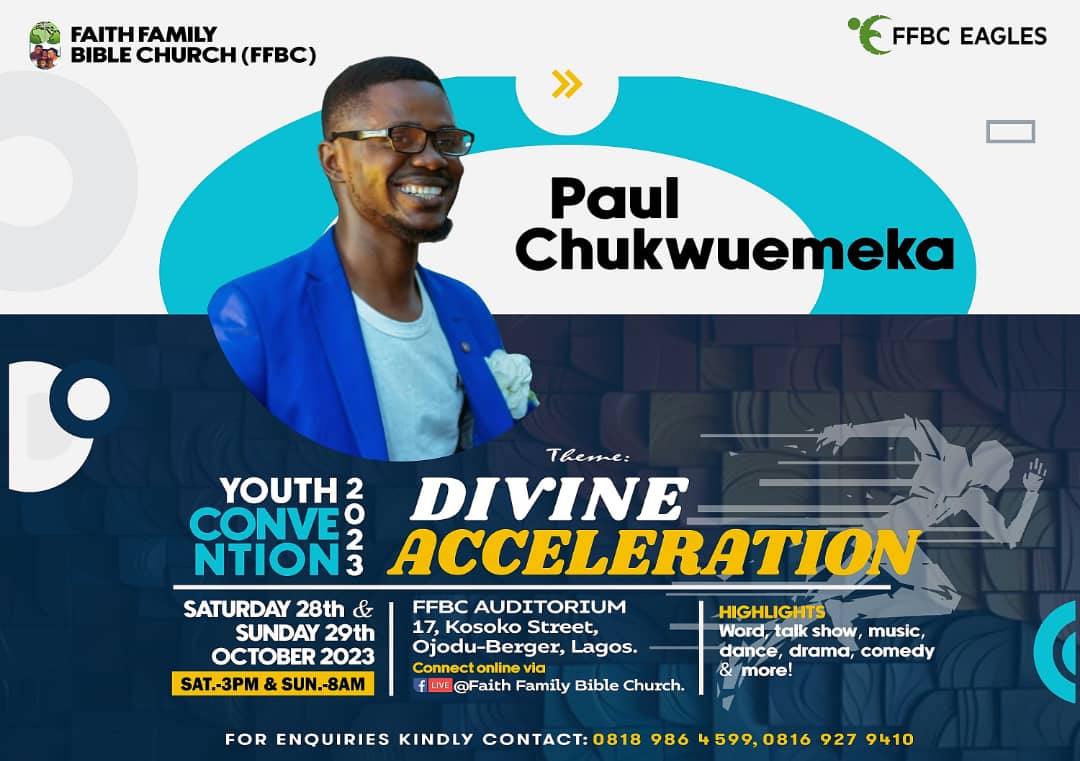 FAITH FAMILY
BIBLE CHURCH (FFBC)
FFBC EAGLES
Paul
Chukwuemeka
Theme:
DIVINE
ACCELERATION
YOUTH
CONVE
NTION
2023
SATURDAY 28th &
SUNDAY 29th
OCTOBER 2023
SAT.-3PM & SUN.-8AM
FFBC AUDITORIUM
17, Kosoko Street,
Ojodu-Berger, Lagos.
Connect online via
f LIVE @Faith Family Bible Church.
HIGHLIGHTS
Word, talk show, music,
dance, drama, comedy
& more!
FOR ENQUIRIES KINDLY CONTACT: 0818 986 4599, 0816 927 9410